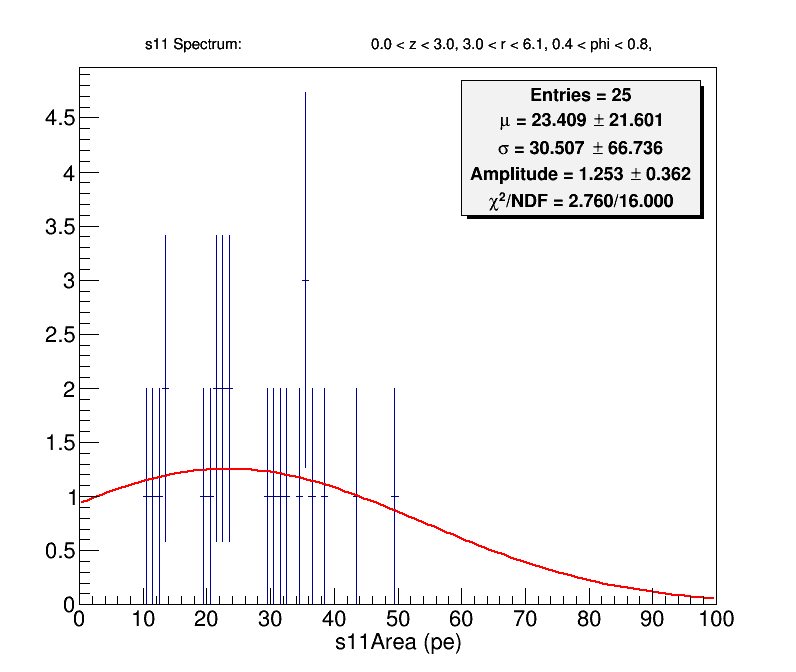 s11 Spectrum: 0.0 < z < 3.0, 3.0 < r < 6.1, 0.4 < phi < 0.8,
Entries = 25
μ = 23.409 ± 21.601
σ = 30.507 ± 66.736
Amplitude = 1.253 ± 0.362
χ²/NDF = 2.760/16.000
4.5
4
3.5
3
2.5
2
1.5
1
0.5
0
0 10 20 30 40 50 60 70 80 90 100
s11Area (pe)